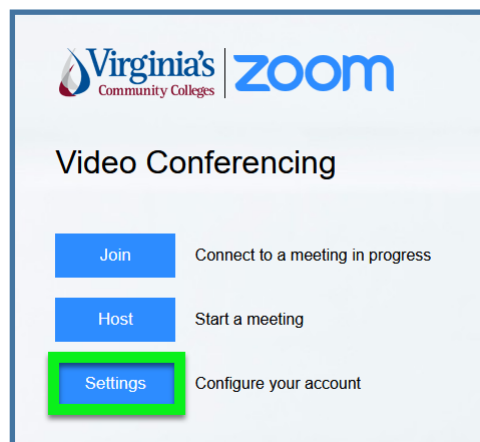 Virginia's
Community Colleges
zoom
Video Conferencing
Join Connect to a meeting in progress
Host Start a meeting
Settings Configure your account